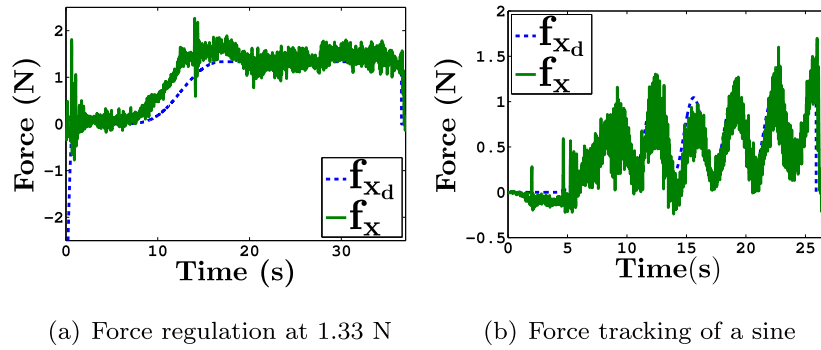 2
1
0
-1
-2
0
10
20
30
Force (N)
Time (s)
f_{x_d}
f_x
2
1.5
1
0.5
0
-0.5
0
5
10
15
20
25
Force (N)
Time(s)
f_{x_d}
f_x
(a) Force regulation at 1.33 N
(b) Force tracking of a sine